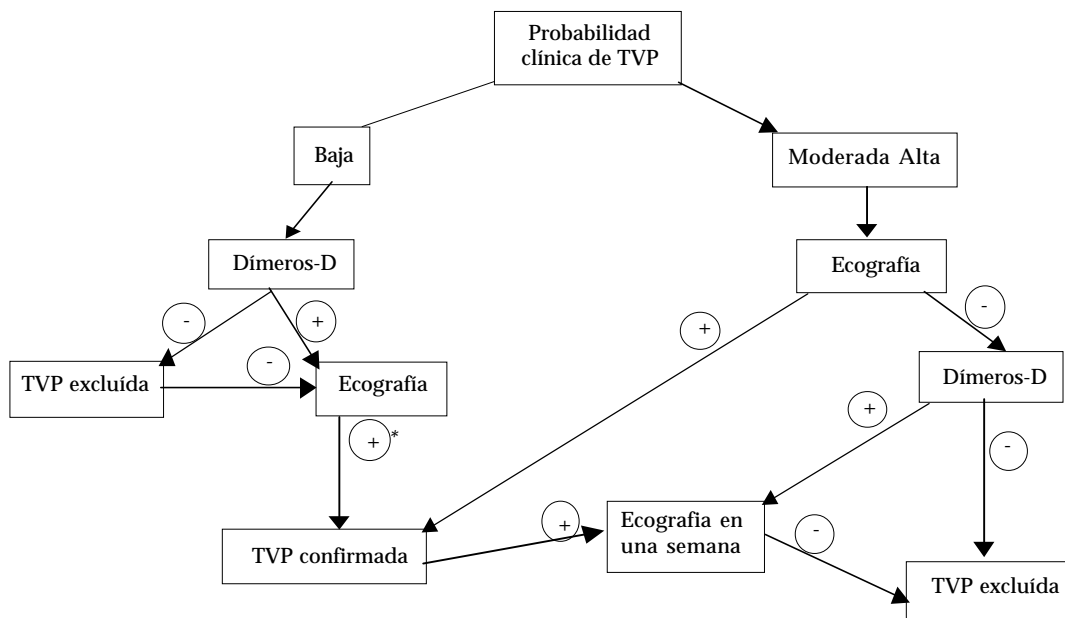 Probabilidad
clínica de TVP
Baja
Moderada Alta
Dímeros-D
Ecografía
-
+
+
-
TVP excluída
-
Ecografía
Dímeros-D
+*
+
-
TVP confirmada
+
Ecografia en
una semana
-
TVP excluída